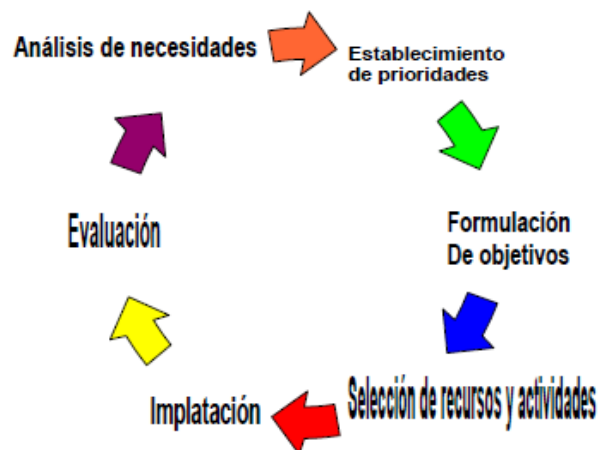 Análisis de necesidades
Establecimiento
de prioridades
Formulación
De objetivos
Selección de recursos y actividades
Implatación
Evaluación